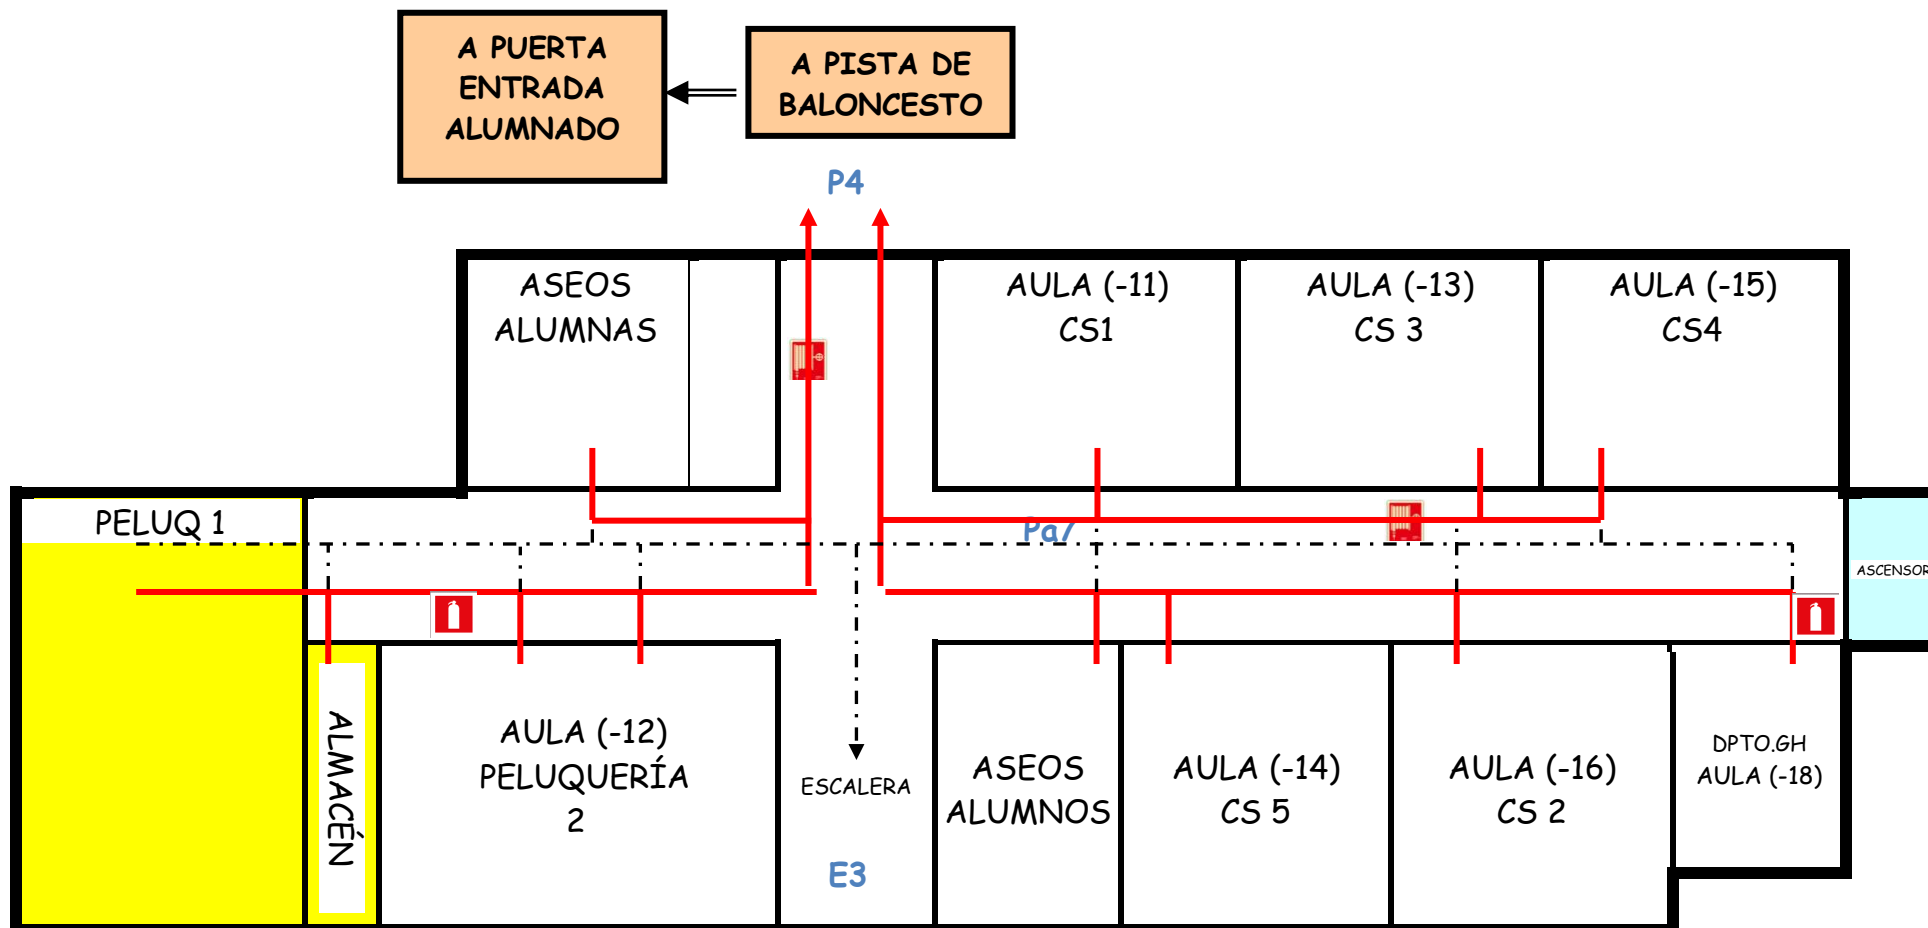 A PUERTA
ENTRADA
ALUMNADO
A PISTA DE
BALONCESTO
P4
ASEOS
ALUMNAS
AULA (-11)
CS1
AULA (-13)
CS 3
AULA (-15)
CS4
PELUQ 1
Pa7
ASCENSOR
ALMACÉN
AULA (-12)
PELUQUERÍA
2
ESCALERA
E3
ASEOS
ALUMNOS
AULA (-14)
CS 5
AULA (-16)
CS 2
DPTO.GH
AULA (-18)